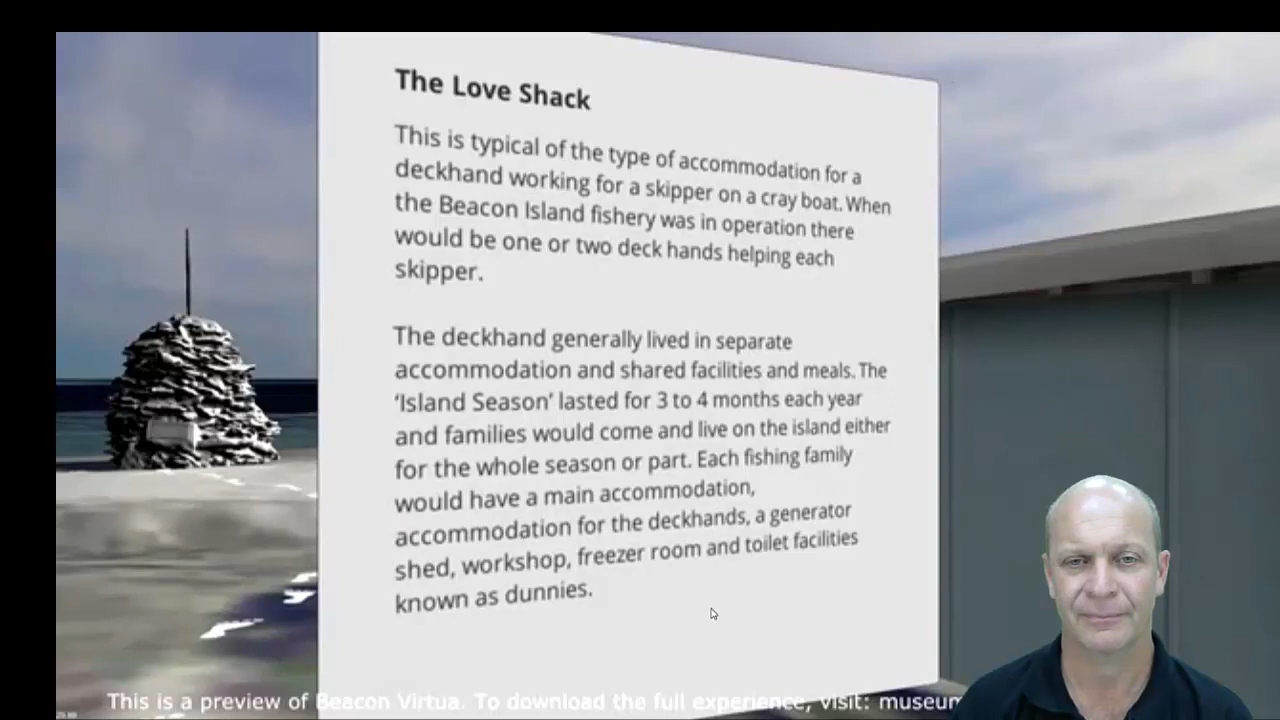 The Love Shack
This is typical of the type of accommodation for a
deckhand working for a skipper on a cray boat. When
the Beacon Island fishery was in operation there
would be one or two deck hands helping each
skipper.
The deckhand generally lived in separate
accommodation and shared facilities and meals. The
‘Island Season’ lasted for 3 to 4 months each year
and families would come and live on the island either
for the whole season or part. Each fishing family
would have a main accommodation,
accommodation for the deckhands, a generator
shed, workshop, freezer room and toilet facilities
known as dunnies.
This is a preview of Beacon Virtua. To download the full experience, visit: museum